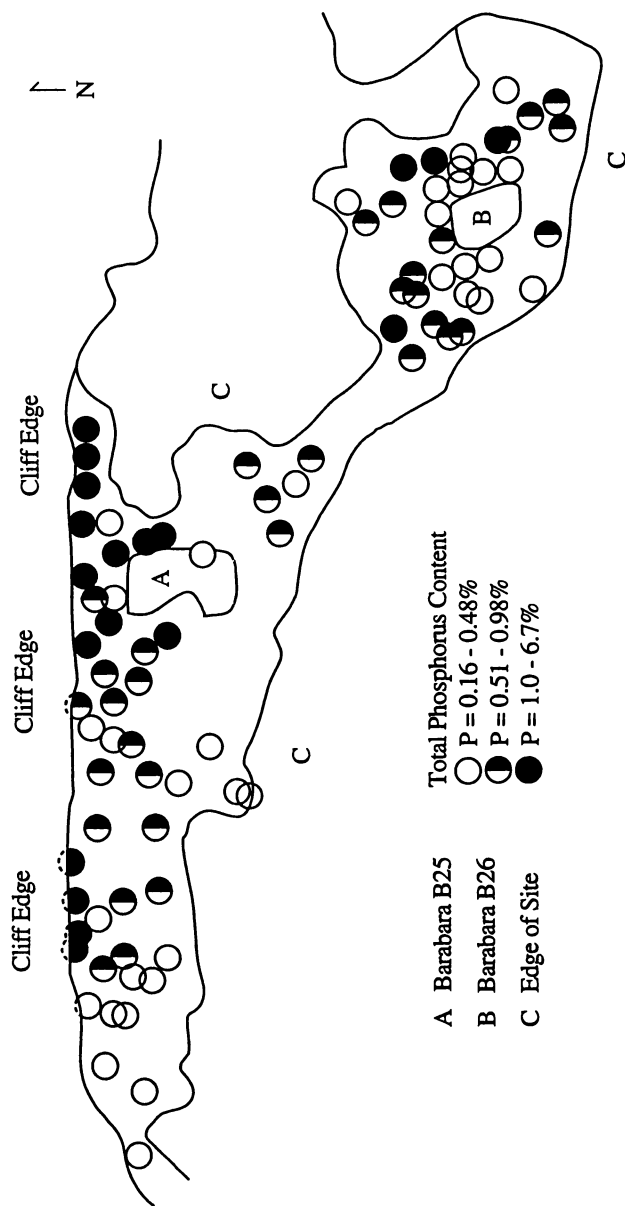 Cliff Edge
Cliff Edge
Cliff Edge
N
A
B
C
C
C
A Barabara B25
B Barabara B26
C Edge of Site
Total Phosphorus Content
P = 0.16 - 0.48%
P = 0.51 - 0.98%
P = 1.0 - 6.7%